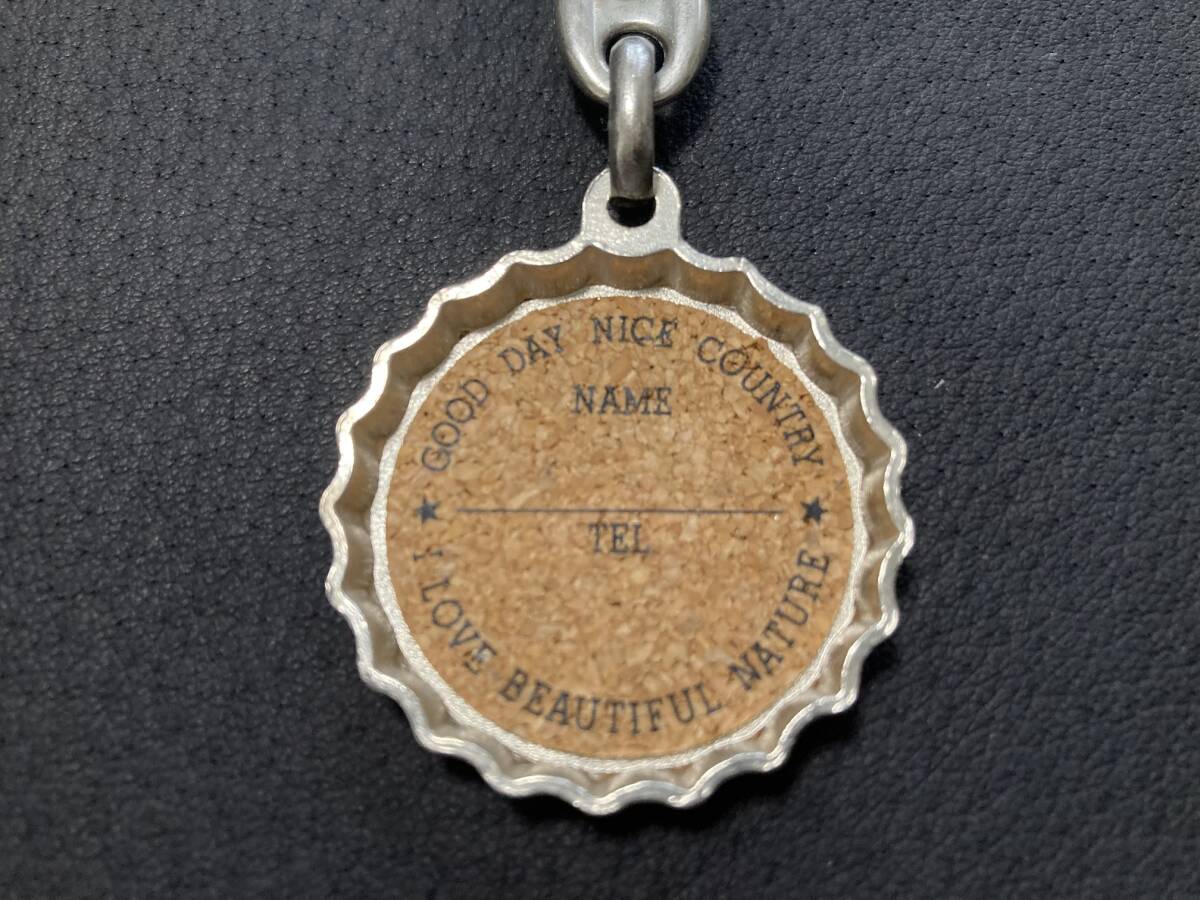 GOOD DAY NICE COUNTRY
NAME
TEL
★ I LOVE BEAUTIFUL NATURE ★